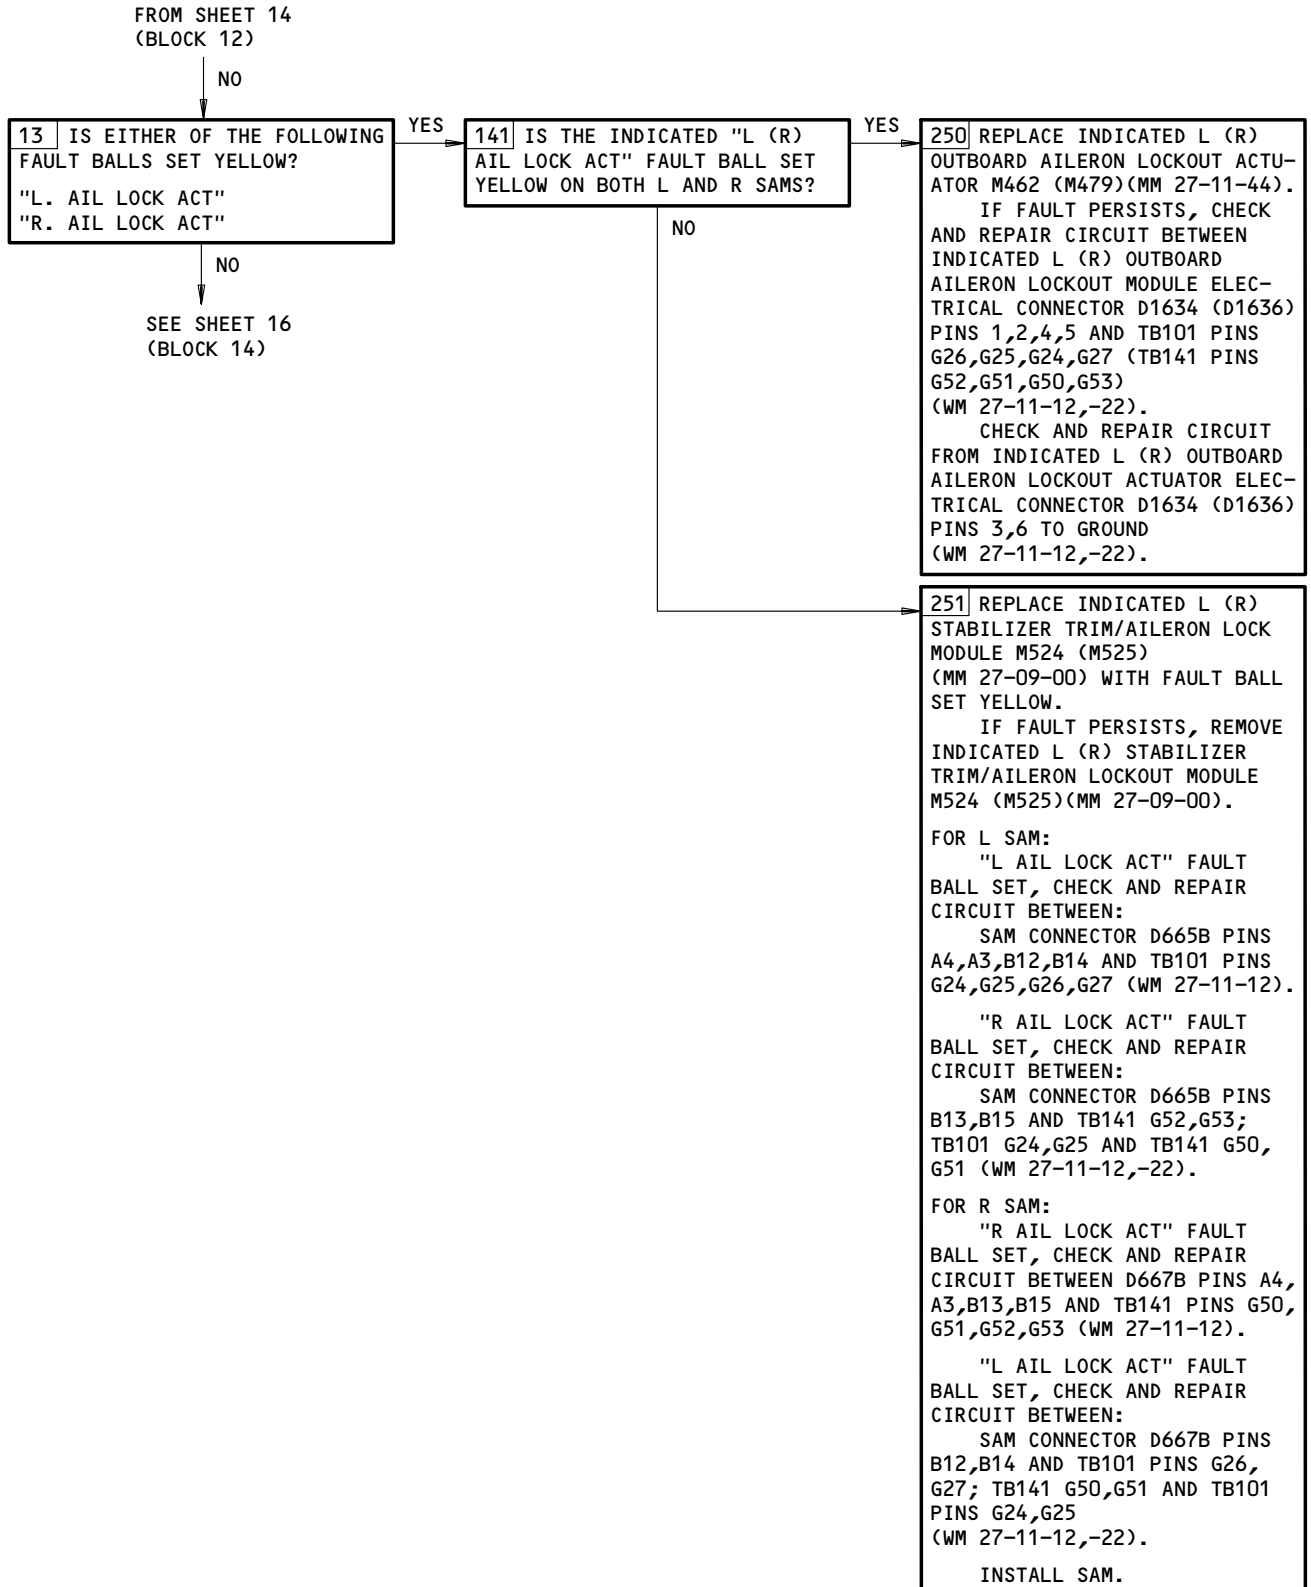 FROM SHEET 14
(BLOCK 12)
NO
13 IS EITHER OF THE FOLLOWING
FAULT BALLS SET YELLOW?
"L. AIL LOCK ACT"
"R. AIL LOCK ACT"
NO
SEE SHEET 16
(BLOCK 14)
YES
141 IS THE INDICATED "L (R)
AIL LOCK ACT" FAULT BALL SET
YELLOW ON BOTH L AND R SAMS?
NO
YES
250 REPLACE INDICATED L (R)
OUTBOARD AILERON LOCKOUT ACTU-
ATOR M462 (M479)(MM 27-11-44).
IF FAULT PERSISTS, CHECK
AND REPAIR CIRCUIT BETWEEN
INDICATED L (R) OUTBOARD
AILERON LOCKOUT MODULE ELEC-
TRICAL CONNECTOR D1634 (D1636)
PINS 1,2,4,5 AND TB101 PINS
G26,G25,G24,G27 (TB141 PINS
G52,G51,G50,G53)
(WM 27-11-12,-22).
CHECK AND REPAIR CIRCUIT
FROM INDICATED L (R) OUTBOARD
AILERON LOCKOUT ACTUATOR ELEC-
TRICAL CONNECTOR D1634 (D1636)
PINS 3,6 TO GROUND
(WM 27-11-12,-22).
251 REPLACE INDICATED L (R)
STABILIZER TRIM/AILERON LOCK
MODULE M524 (M525)
(MM 27-09-00) WITH FAULT BALL
SET YELLOW.
IF FAULT PERSISTS, REMOVE
INDICATED L (R) STABILIZER
TRIM/AILERON LOCKOUT MODULE
M524 (M525)(MM 27-09-00).
FOR L SAM:
"L AIL LOCK ACT" FAULT
BALL SET, CHECK AND REPAIR
CIRCUIT BETWEEN:
SAM CONNECTOR D665B PINS
A4,A3,B12,B14 AND TB101 PINS
G24,G25,G26,G27 (WM 27-11-12).
"R AIL LOCK ACT" FAULT
BALL SET, CHECK AND REPAIR
CIRCUIT BETWEEN:
SAM CONNECTOR D665B PINS
B13,B15 AND TB141 G52,G53;
TB101 G24,G25 AND TB141 G50,
G51 (WM 27-11-12,-22).
FOR R SAM:
"R AIL LOCK ACT" FAULT
BALL SET, CHECK AND REPAIR
CIRCUIT BETWEEN D667B PINS A4,
A3,B13,B15 AND TB141 PINS G50,
G51,G52,G53 (WM 27-11-12).
"L AIL LOCK ACT" FAULT
BALL SET, CHECK AND REPAIR
CIRCUIT BETWEEN:
SAM CONNECTOR D667B PINS
B12,B14 AND TB101 PINS G26,
G27; TB141 G50,G51 AND TB101
PINS G24,G25
(WM 27-11-12,-22).
INSTALL SAM.